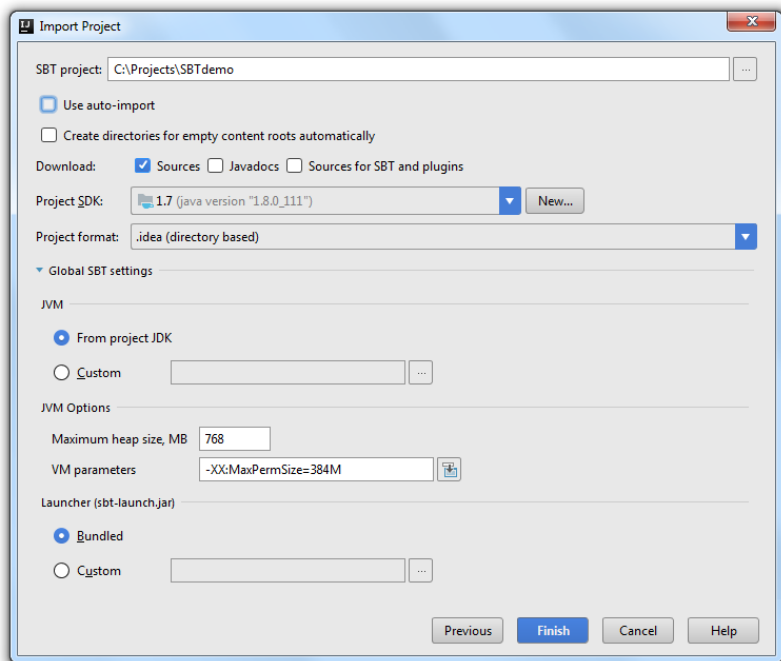 Import Project
SBT project: C:\Projects\SBTdemo ...
Use auto-import
Create directories for empty content roots automatically
Download: Sources Javadocs Sources for SBT and plugins
Project SDK: 1.7 (java version "1.8.0_111") New...
Project format: .idea (directory based)
Global SBT settings
JVM
From project JDK
Custom ...
JVM Options
Maximum heap size, MB 768
VM parameters -XX:MaxPermSize=384M
Launcher (sbt-launch.jar)
Bundled
Custom ...
Previous Finish Cancel Help